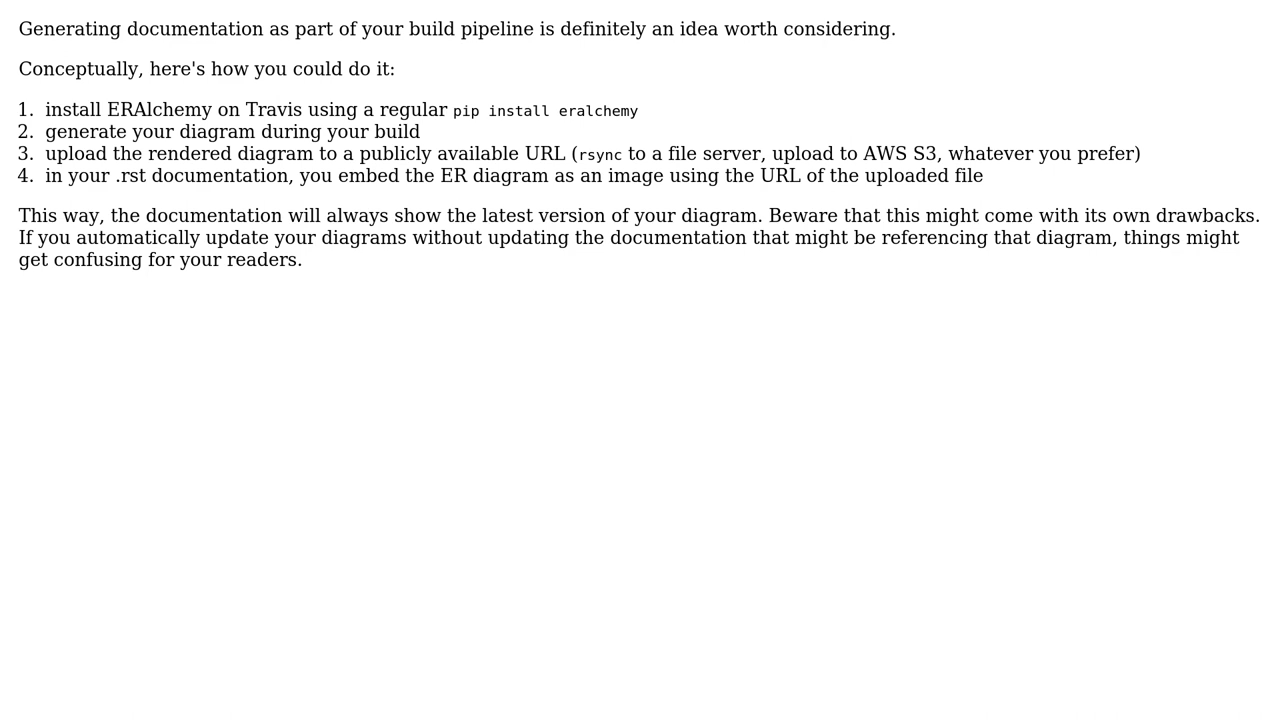 Generating documentation as part of your build pipeline is definitely an idea worth considering.
Conceptually, here's how you could do it:
1. install ERAlchemy on Travis using a regular pip install eralchemy
2. generate your diagram during your build
3. upload the rendered diagram to a publicly available URL (rsync to a file server, upload to AWS S3, whatever you prefer)
4. in your .rst documentation, you embed the ER diagram as an image using the URL of the uploaded file
This way, the documentation will always show the latest version of your diagram. Beware that this might come with its own drawbacks.
If you automatically update your diagrams without updating the documentation that might be referencing that diagram, things might
get confusing for your readers.